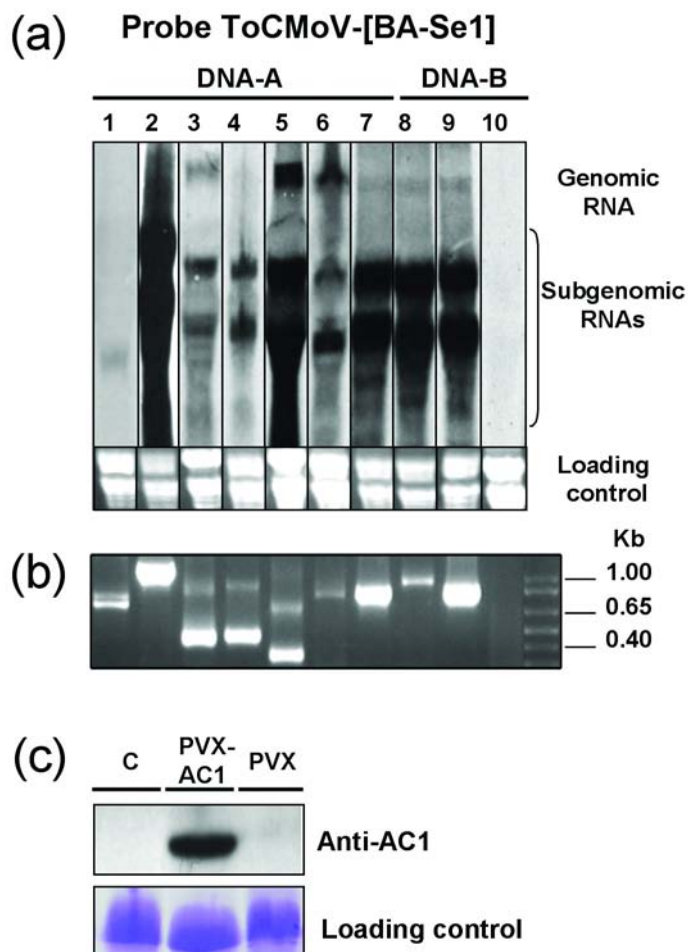 (a) Probe ToCMoV-[BA-Se1]
DNA-A DNA-B
1 2 3 4 5 6 7 8 9 10
Genomic
RNA
Subgenomic
RNAs
Loading
control
(b)
Kb
1.00
0.65
0.40
(c)
C PVX-
AC1 PVX
Anti-AC1
Loading control